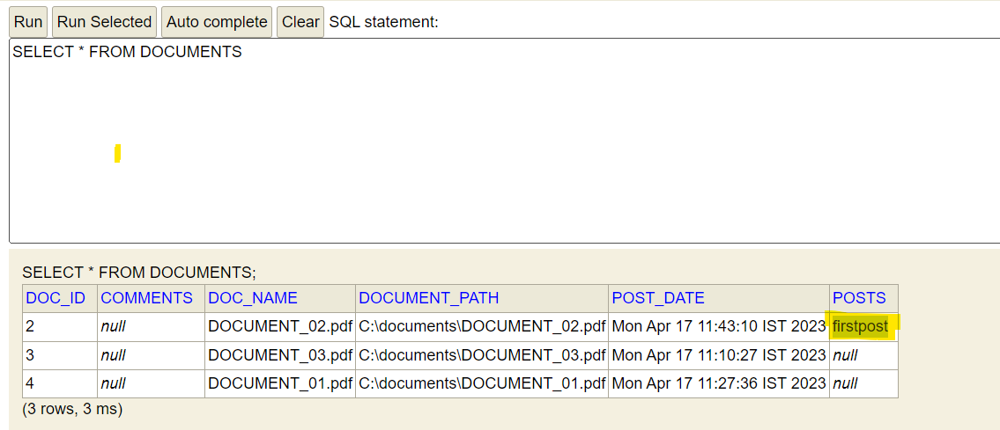 Run Run Selected Auto complete Clear SQL statement:
SELECT * FROM DOCUMENTS
SELECT * FROM DOCUMENTS;
DOC_ID COMMENTS DOC_NAME DOCUMENT_PATH POST_DATE POSTS
2 null DOCUMENT_02.pdf C:\documents\DOCUMENT_02.pdf Mon Apr 17 11:43:10 IST 2023 firstpost
3 null DOCUMENT_03.pdf C:\documents\DOCUMENT_03.pdf Mon Apr 17 11:10:27 IST 2023 null
4 null DOCUMENT_01.pdf C:\documents\DOCUMENT_01.pdf Mon Apr 17 11:27:36 IST 2023 null
(3 rows, 3 ms)